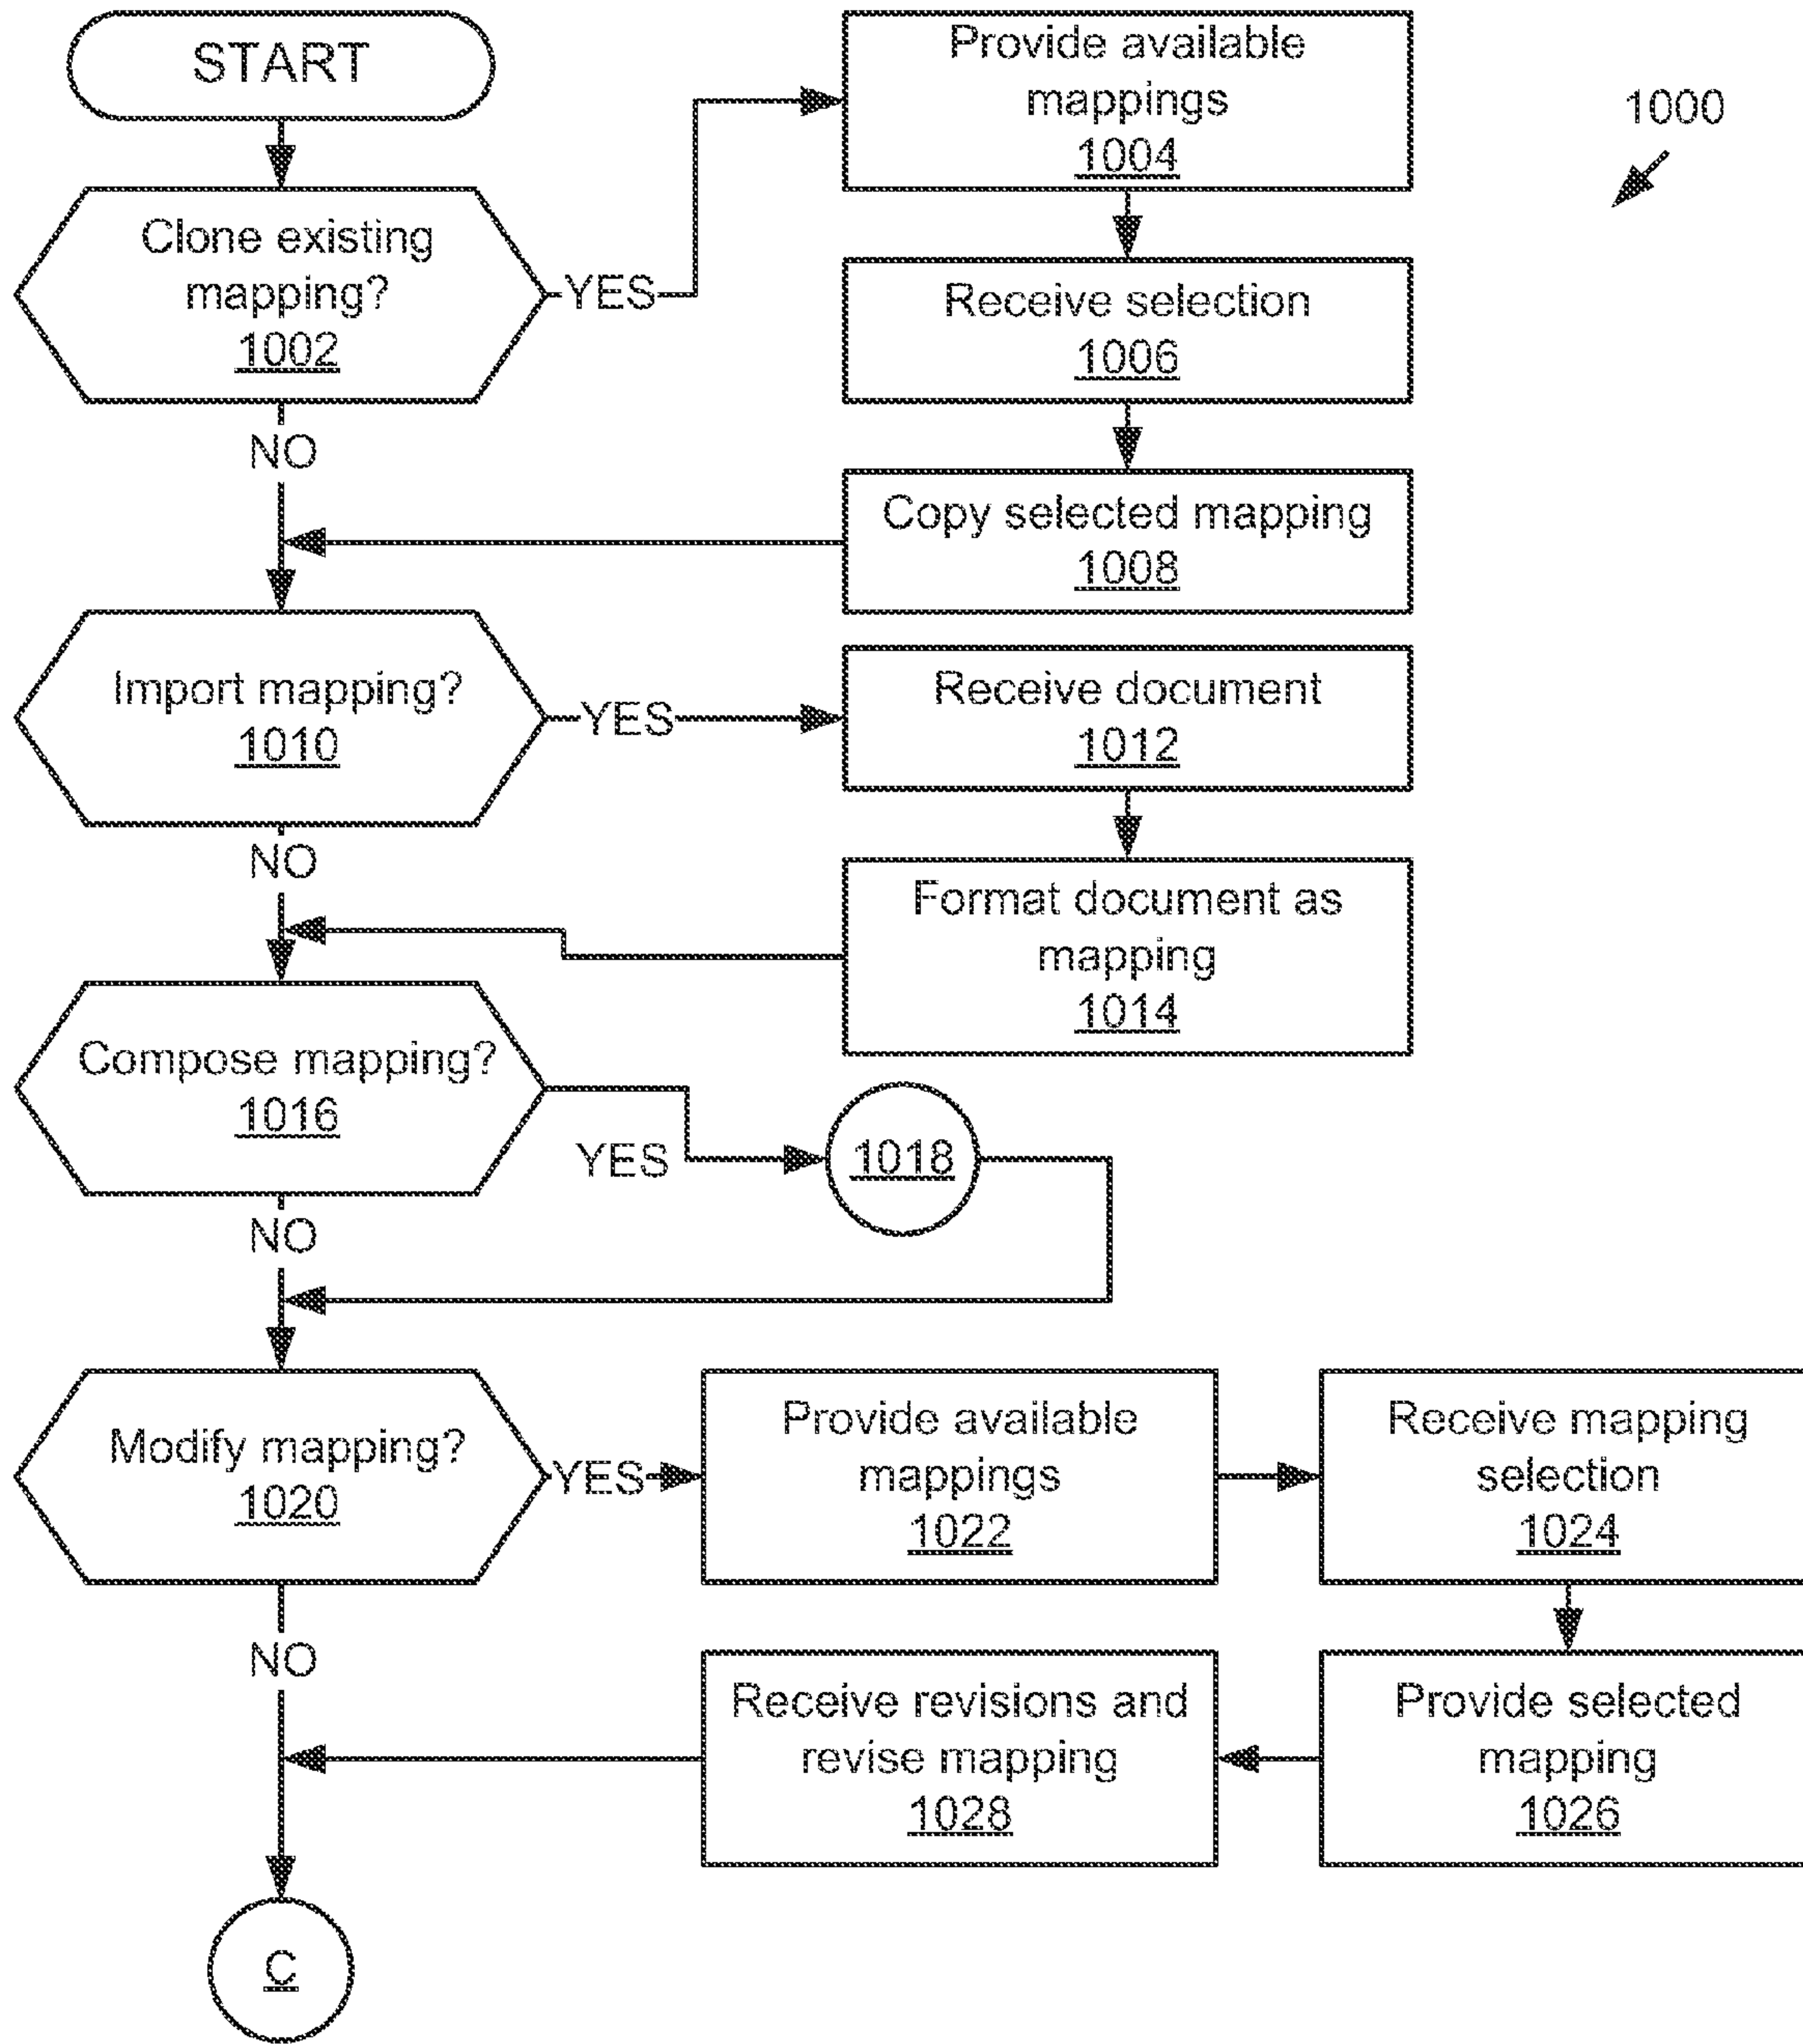 START
Clone existing
mapping?
1002
YES
NO
Provide available
mappings
1004
1000
Receive selection
1006
Copy selected mapping
1008
Import mapping?
1010
YES
NO
Receive document
1012
Format document as
mapping
1014
Compose mapping?
1016
YES
NO
1018
Modify mapping?
1020
YES
NO
Provide available
mappings
1022
Receive mapping
selection
1024
Provide selected
mapping
1026
Receive revisions and
revise mapping
1028
C